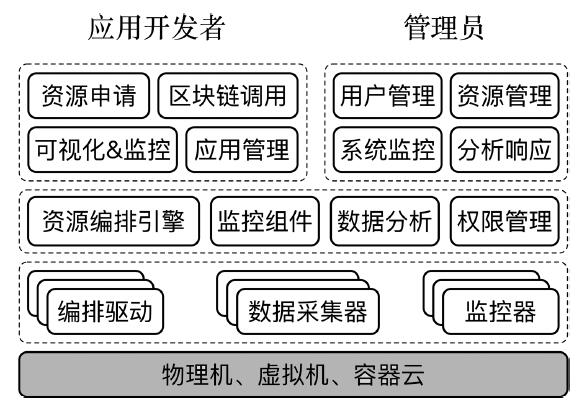 应用开发者 管理员
资源申请 区块链调用 用户管理 资源管理
可视化&监控 应用管理 系统监控 分析响应
资源编排引擎 监控组件 数据分析 权限管理
编排驱动 数据采集器 监控器
物理机、虚拟机、容器云